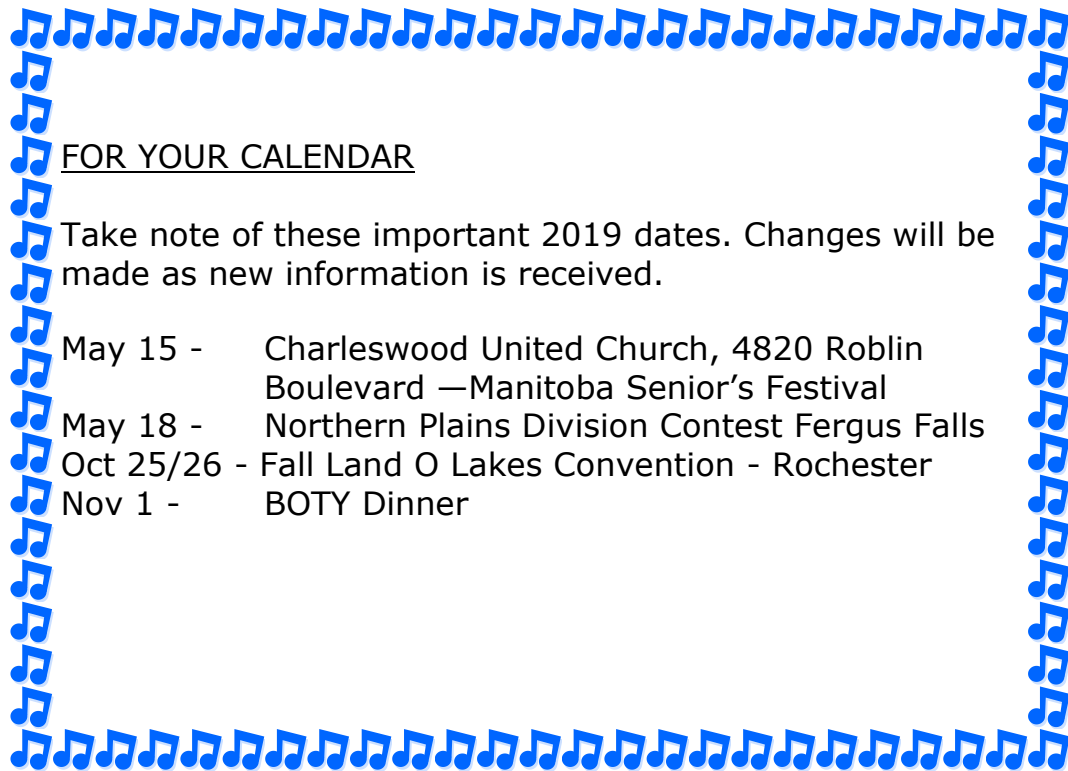 FOR YOUR CALENDAR
Take note of these important 2019 dates. Changes will be
made as new information is received.
May 15 - Charleswood United Church, 4820 Roblin
Boulevard —Manitoba Senior’s Festival
May 18 - Northern Plains Division Contest Fergus Falls
Oct 25/26 - Fall Land O Lakes Convention - Rochester
Nov 1 - BOTY Dinner